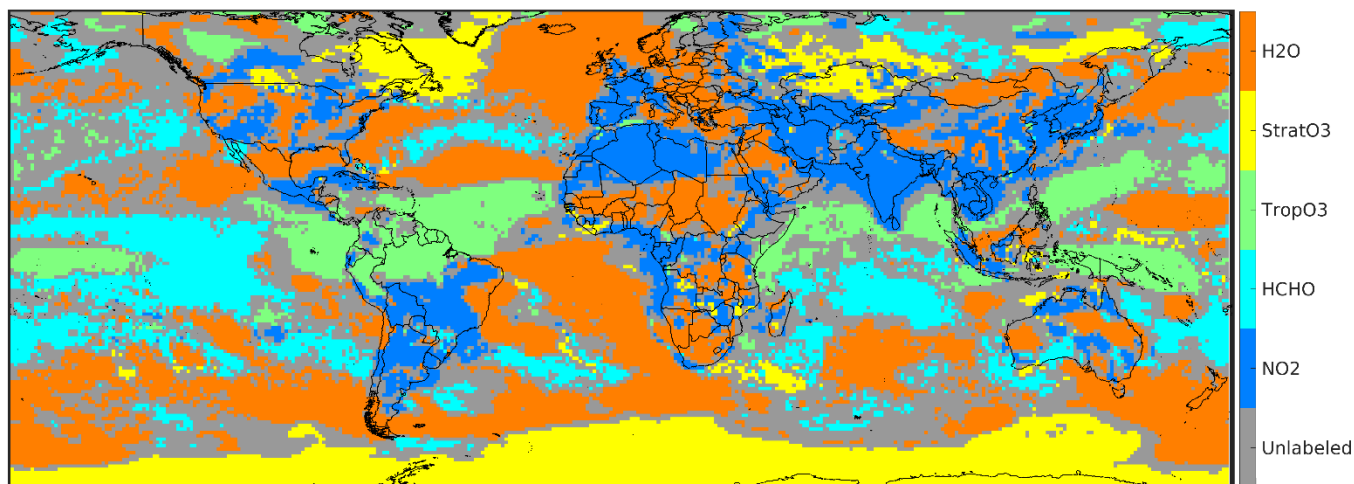 H2O
StratO3
TropO3
HCHO
NO2
Unlabeled